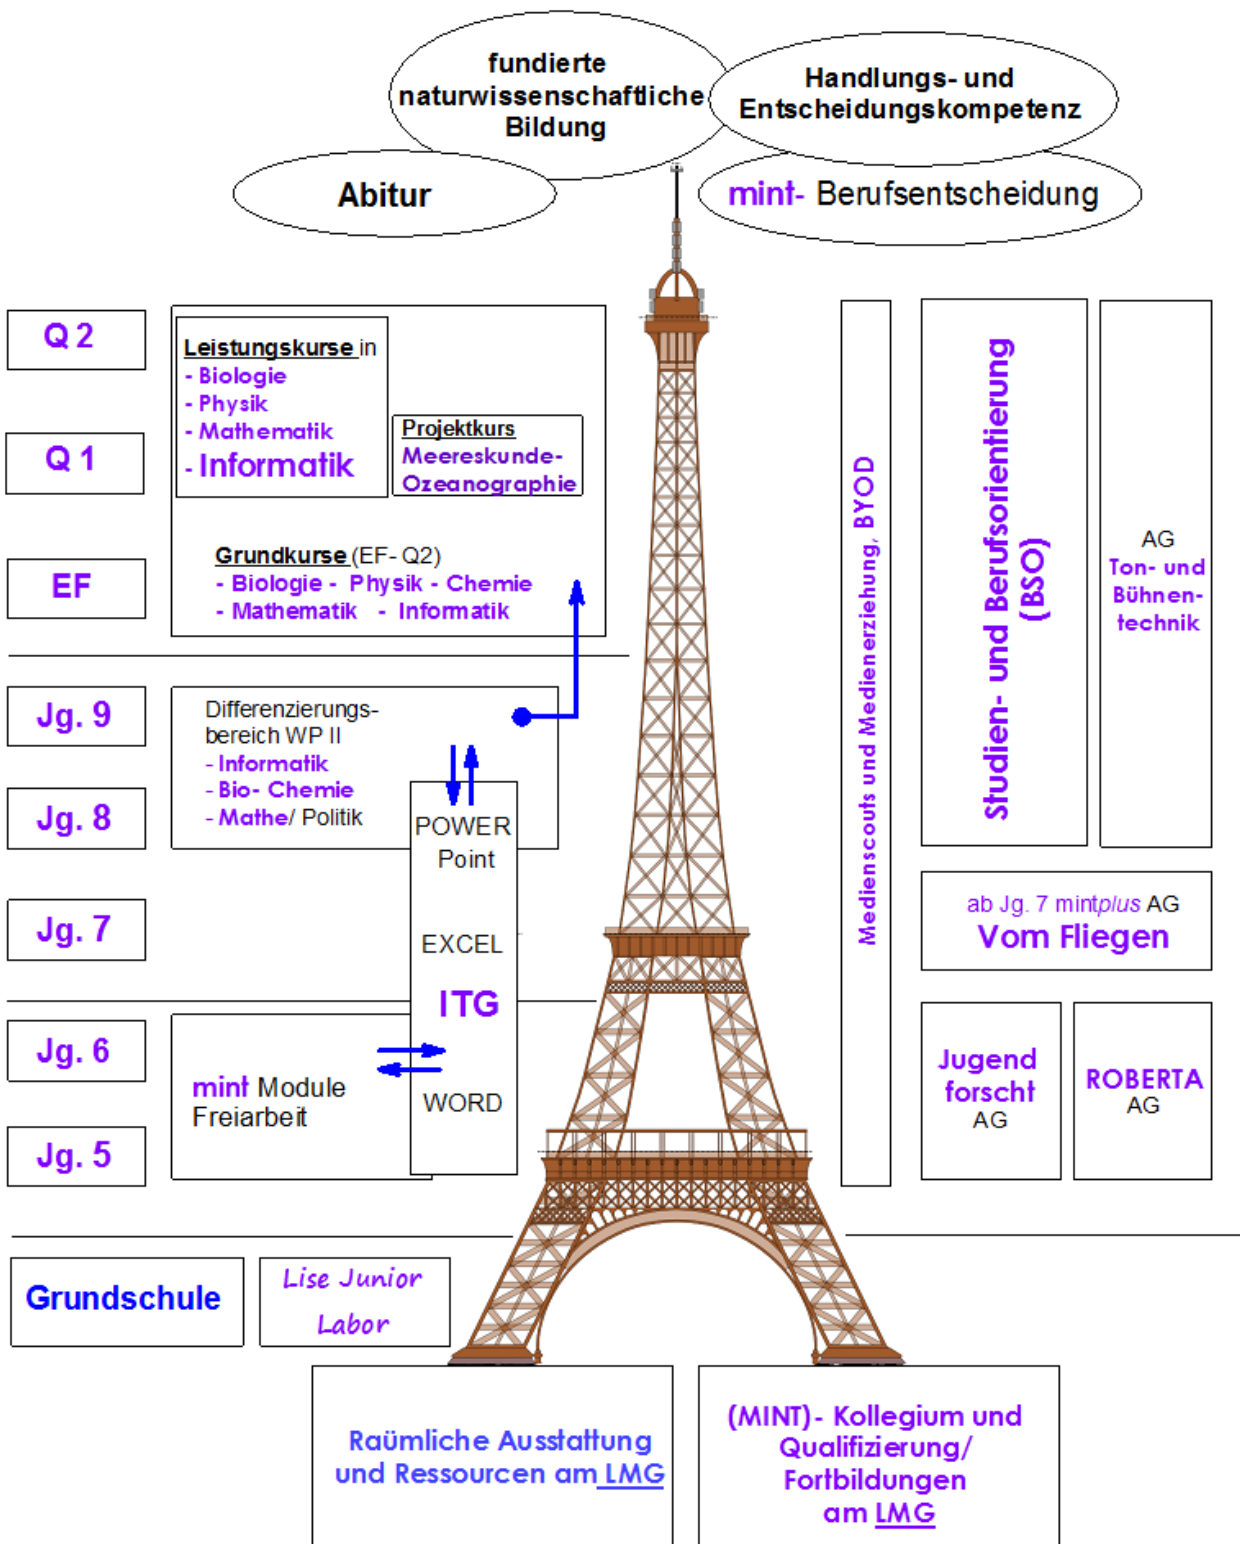 fundierte
naturwissenschaftliche
Bildung
Handlungs- und
Entscheidungskompetenz
Abitur
mint- Berufsentscheidung
Q 2
Leistungskurse in
- Biologie
- Physik
- Mathematik
- Informatik
Q 1
Projektkurs
Meereskunde-
Ozeanographie
EF
Grundkurse (EF- Q2)
- Biologie - Physik - Chemie
- Mathematik - Informatik
Jg. 9
Differenzierungs-
bereich WP II
- Informatik
- Bio- Chemie
- Mathe/ Politik
Jg. 8
POWER
Point
Jg. 7
EXCEL
ITG
Jg. 6
mint Module
Freiarbeit
WORD
Jg. 5
Medienscouts und Medienerziehung, BYOD
Studien- und Berufsorientierung
(BSO)
AG
Ton- und
Bühnen-
technik
ab Jg. 7 mintplus AG
Vom Fliegen
Jugend
forscht
AG
ROBERTA
AG
Grundschule
Lise Junior
Labor
Raümliche Ausstattung
und Ressourcen am LMG
(MINT)- Kollegium und
Qualifizierung/
Fortbildungen
am LMG